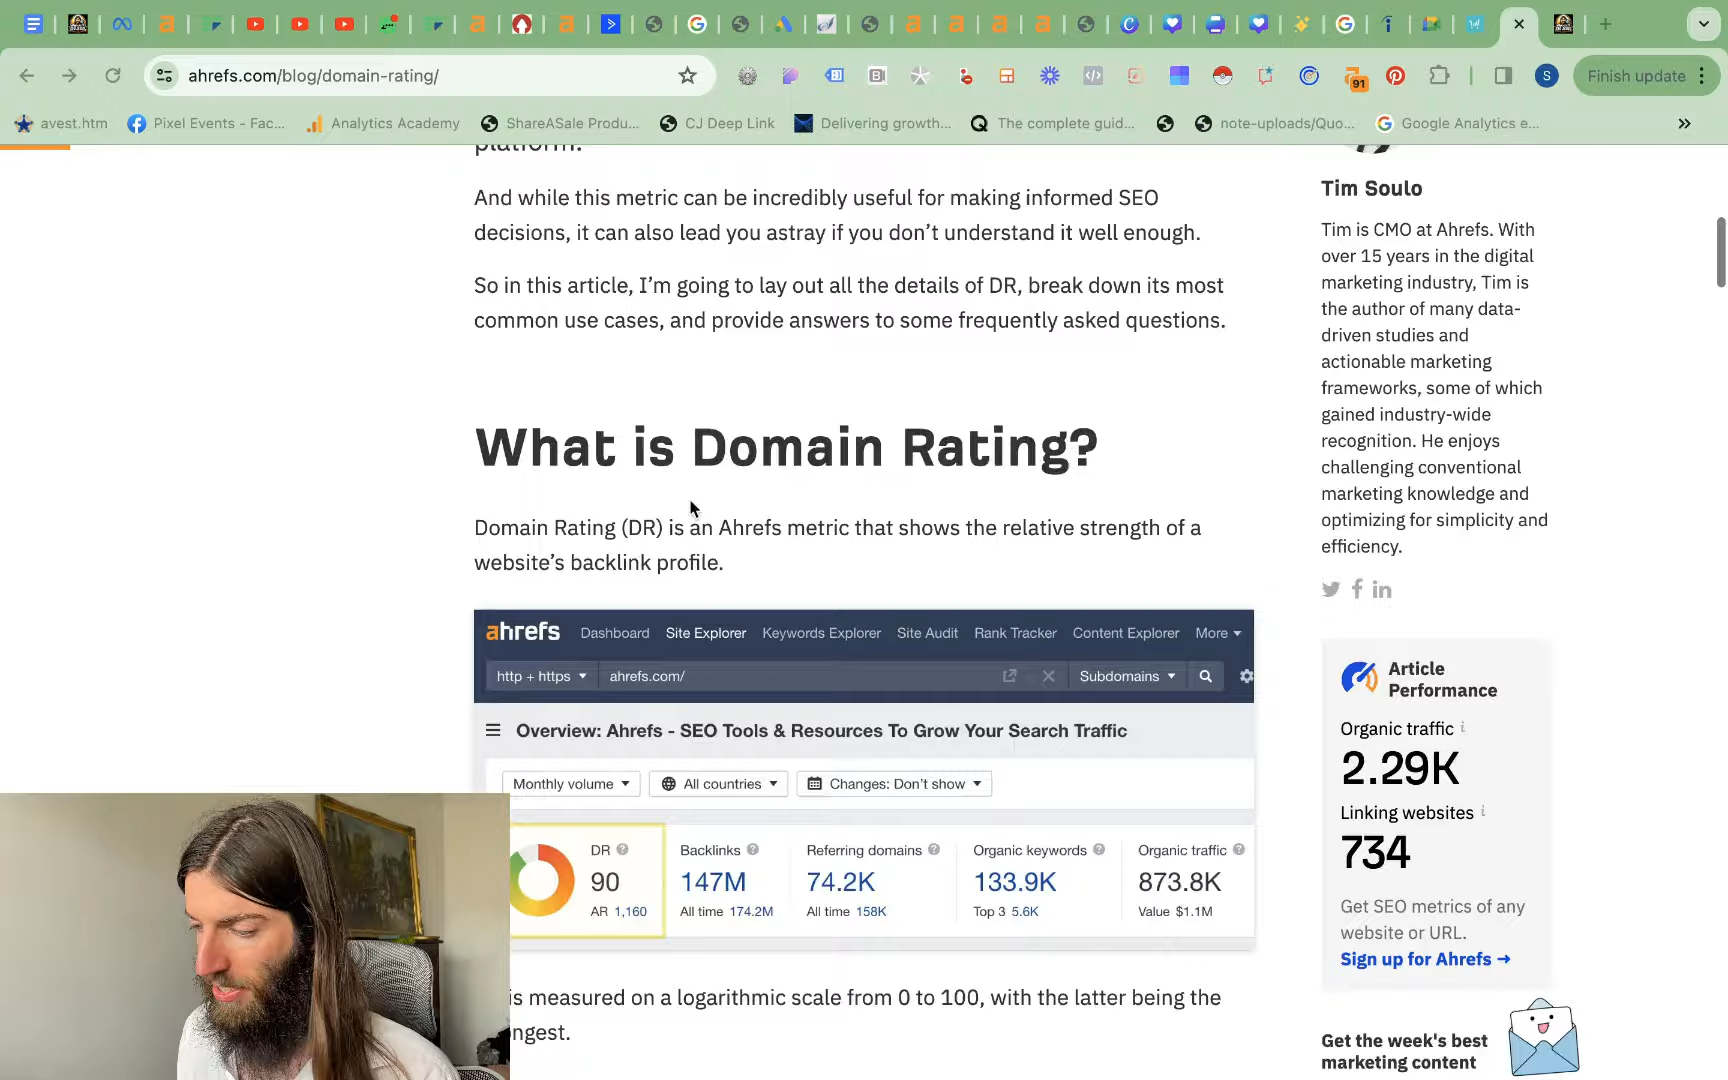 ahrefs.com/blog/domain-rating/
91
S
Finish update
avest.htm
Pixel Events - Fac...
Analytics Academy
ShareASale Produ...
CJ Deep Link
Delivering growth...
The complete guid...
note-uploads/Quo...
Google Analytics e...
platform.
And while this metric can be incredibly useful for making informed SEO
decisions, it can also lead you astray if you don’t understand it well enough.
So in this article, I’m going to lay out all the details of DR, break down its most
common use cases, and provide answers to some frequently asked questions.
What is Domain Rating?
Domain Rating (DR) is an Ahrefs metric that shows the relative strength of a
website’s backlink profile.
ahrefs Dashboard Site Explorer Keywords Explorer Site Audit Rank Tracker Content Explorer More
http + https ahrefs.com/ Subdomains
Overview: Ahrefs - SEO Tools & Resources To Grow Your Search Traffic
Monthly volume All countries Changes: Don’t show
DR Backlinks Referring domains Organic keywords Organic traffic
90 147M 74.2K 133.9K 873.8K
AR 1,160 All time 174.2M All time 158K Top 3 5.6K Value $1.1M
is measured on a logarithmic scale from 0 to 100, with the latter being the
ngest.
Tim Soulo
Tim is CMO at Ahrefs. With
over 15 years in the digital
marketing industry, Tim is
the author of many data-
driven studies and
actionable marketing
frameworks, some of which
gained industry-wide
recognition. He enjoys
challenging conventional
marketing knowledge and
optimizing for simplicity and
efficiency.
Article
Performance
Organic traffic
2.29K
Linking websites
734
Get SEO metrics of any
website or URL.
Sign up for Ahrefs →
Get the week's best
marketing content